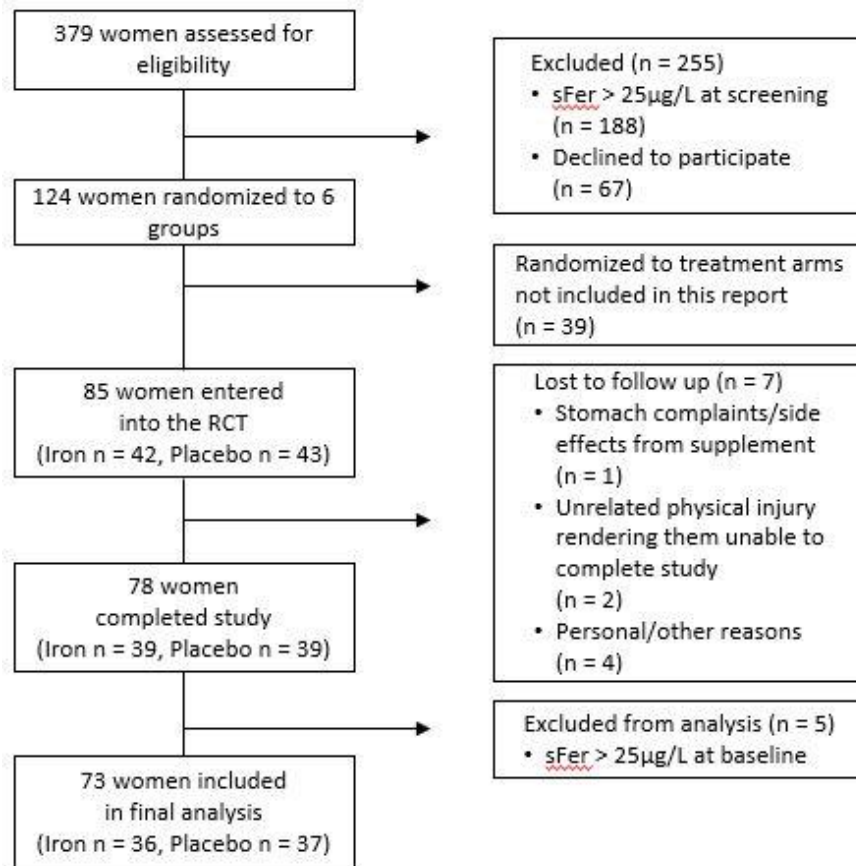 379 women assessed for
eligibility
Excluded (n = 255)
• sFer > 25µg/L at screening
(n = 188)
• Declined to participate
(n = 67)
124 women randomized to 6
groups
Randomized to treatment arms
not included in this report
(n = 39)
85 women entered
into the RCT
(Iron n = 42, Placebo n = 43)
Lost to follow up (n = 7)
• Stomach complaints/side
effects from supplement
(n = 1)
• Unrelated physical injury
rendering them unable to
complete study
(n = 2)
• Personal/other reasons
(n = 4)
78 women
completed study
(Iron n = 39, Placebo n = 39)
Excluded from analysis (n = 5)
• sFer > 25µg/L at baseline
73 women included
in final analysis
(Iron n = 36, Placebo n = 37)